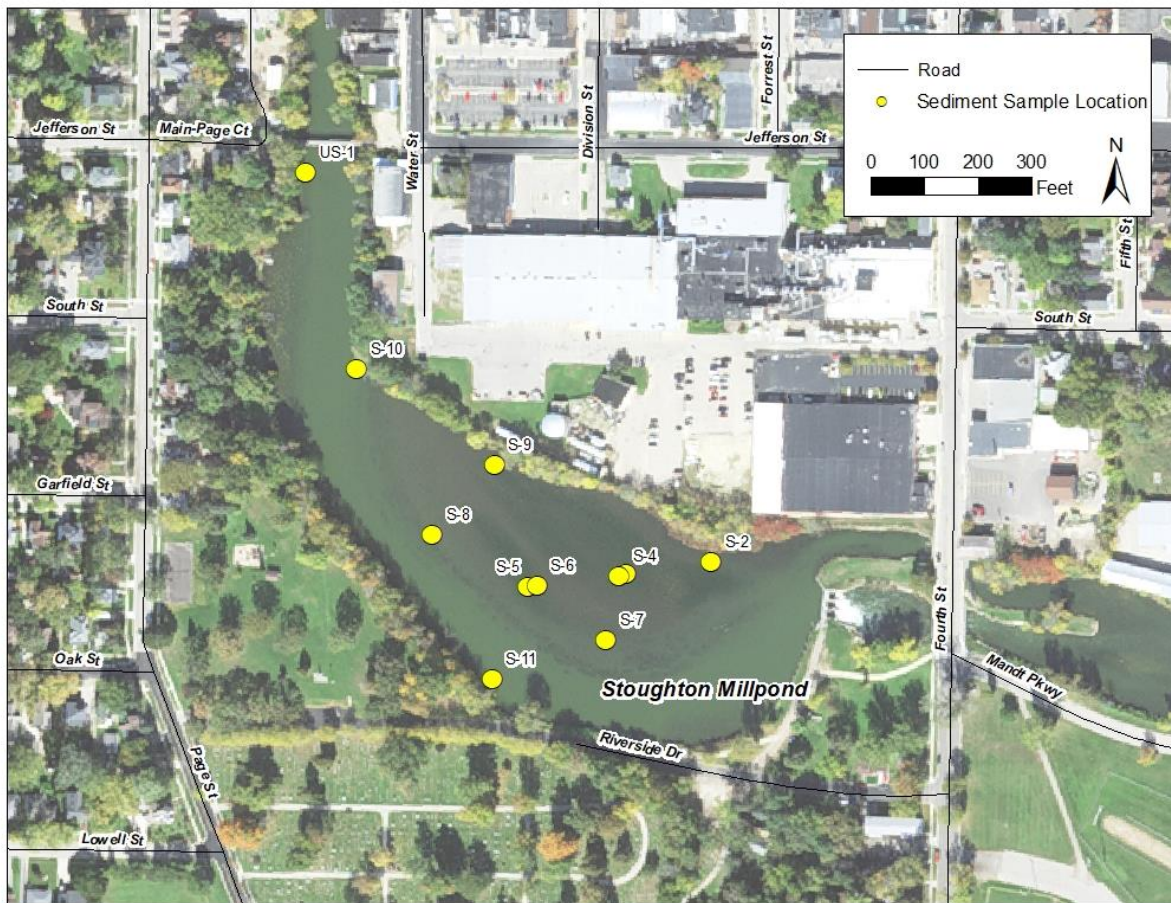 Road
Sediment Sample Location
0 100 200 300
Feet
N
Jefferson St
Main-Page Ct
Water St
Division St
Forrest St
Jefferson St
US-1
Fifth St
South St
South St
S-10
S-9
Garfield St
S-8
S-5
S-6
S-4
S-2
S-7
Fourth St
Oak St
S-11
Stoughton Millpond
Mandt Pkwy
Page St
Riverside Dr
Lowell St